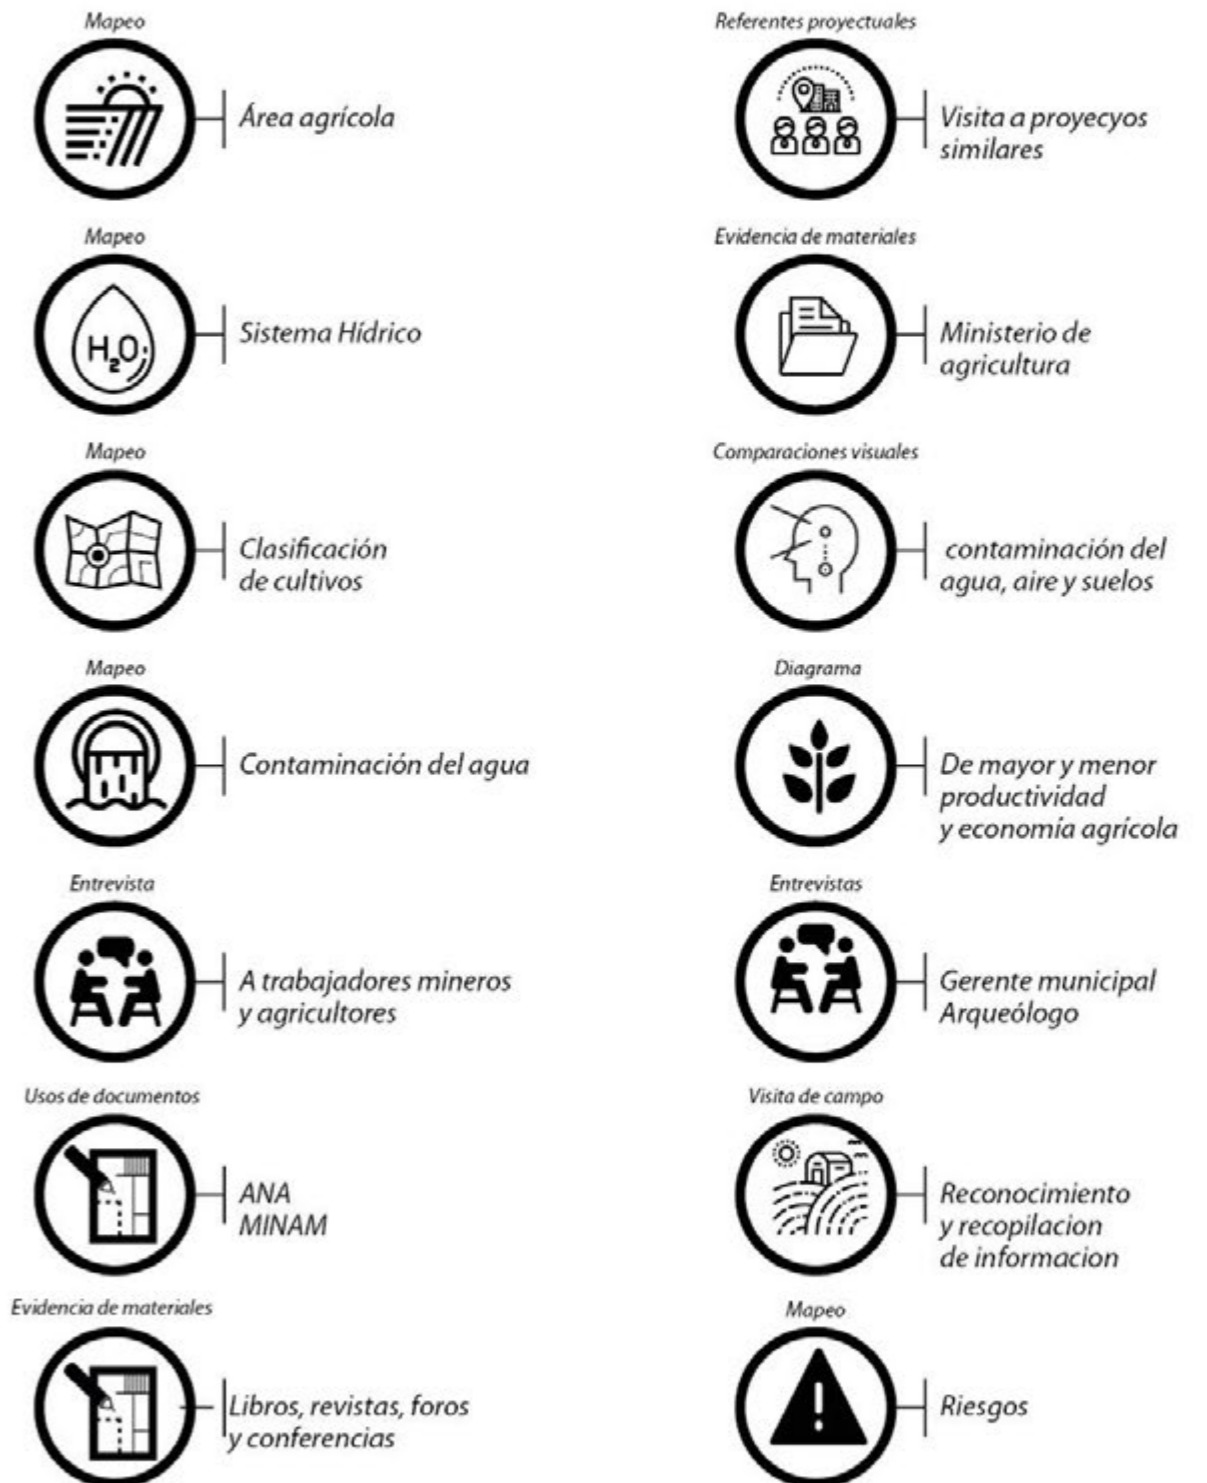 Mapeo
Área agrícola
Mapeo
H₂O
Sistema Hídrico
Mapeo
Clasificación
de cultivos
Mapeo
Contaminación del agua
Entrevista
A trabajadores mineros
y agricultores
Usos de documentos
ANA
MINAM
Evidencia de materiales
Libros, revistas, foros
y conferencias
Referentes proyectuales
Visita a proyecyos
similares
Evidencia de materiales
Ministerio de
agricultura
Comparaciones visuales
contaminación del
agua, aire y suelos
Diagrama
De mayor y menor
productividad
y economía agrícola
Entrevistas
Gerente municipal
Arqueólogo
Visita de campo
Reconocimiento
y recopilacion
de informacion
Mapeo
Riesgos